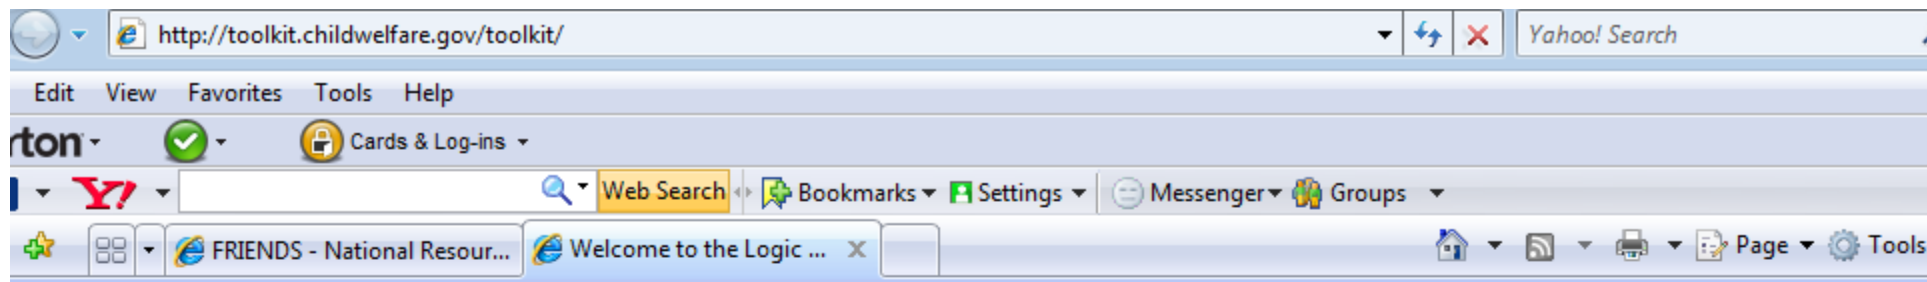 http://toolkit.childwelfare.gov/toolkit/ Yahoo! Search
Edit View Favorites Tools Help
rton Cards & Log-ins
Y! Web Search Bookmarks Settings Messenger Groups
FRIENDS - National Resour... Welcome to the Logic ... Page Tools